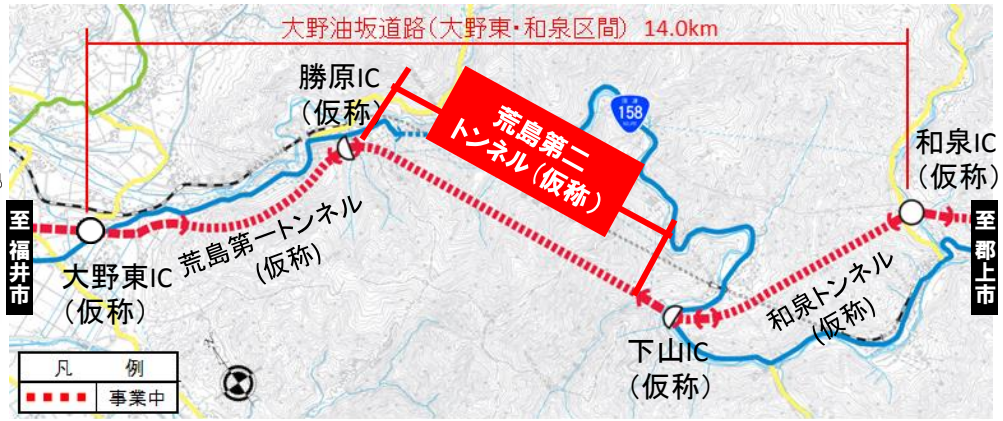 大野油坂道路(大野東・和泉区間) 14.0km
勝原IC
(仮称)
荒島第二
トンネル(仮称)
158
和泉IC
(仮称)
至 福井市
大野東IC
(仮称)
荒島第一トンネル
(仮称)
至 郡上市
和泉トンネル
(仮称)
下山IC
(仮称)
凡 例
事業中